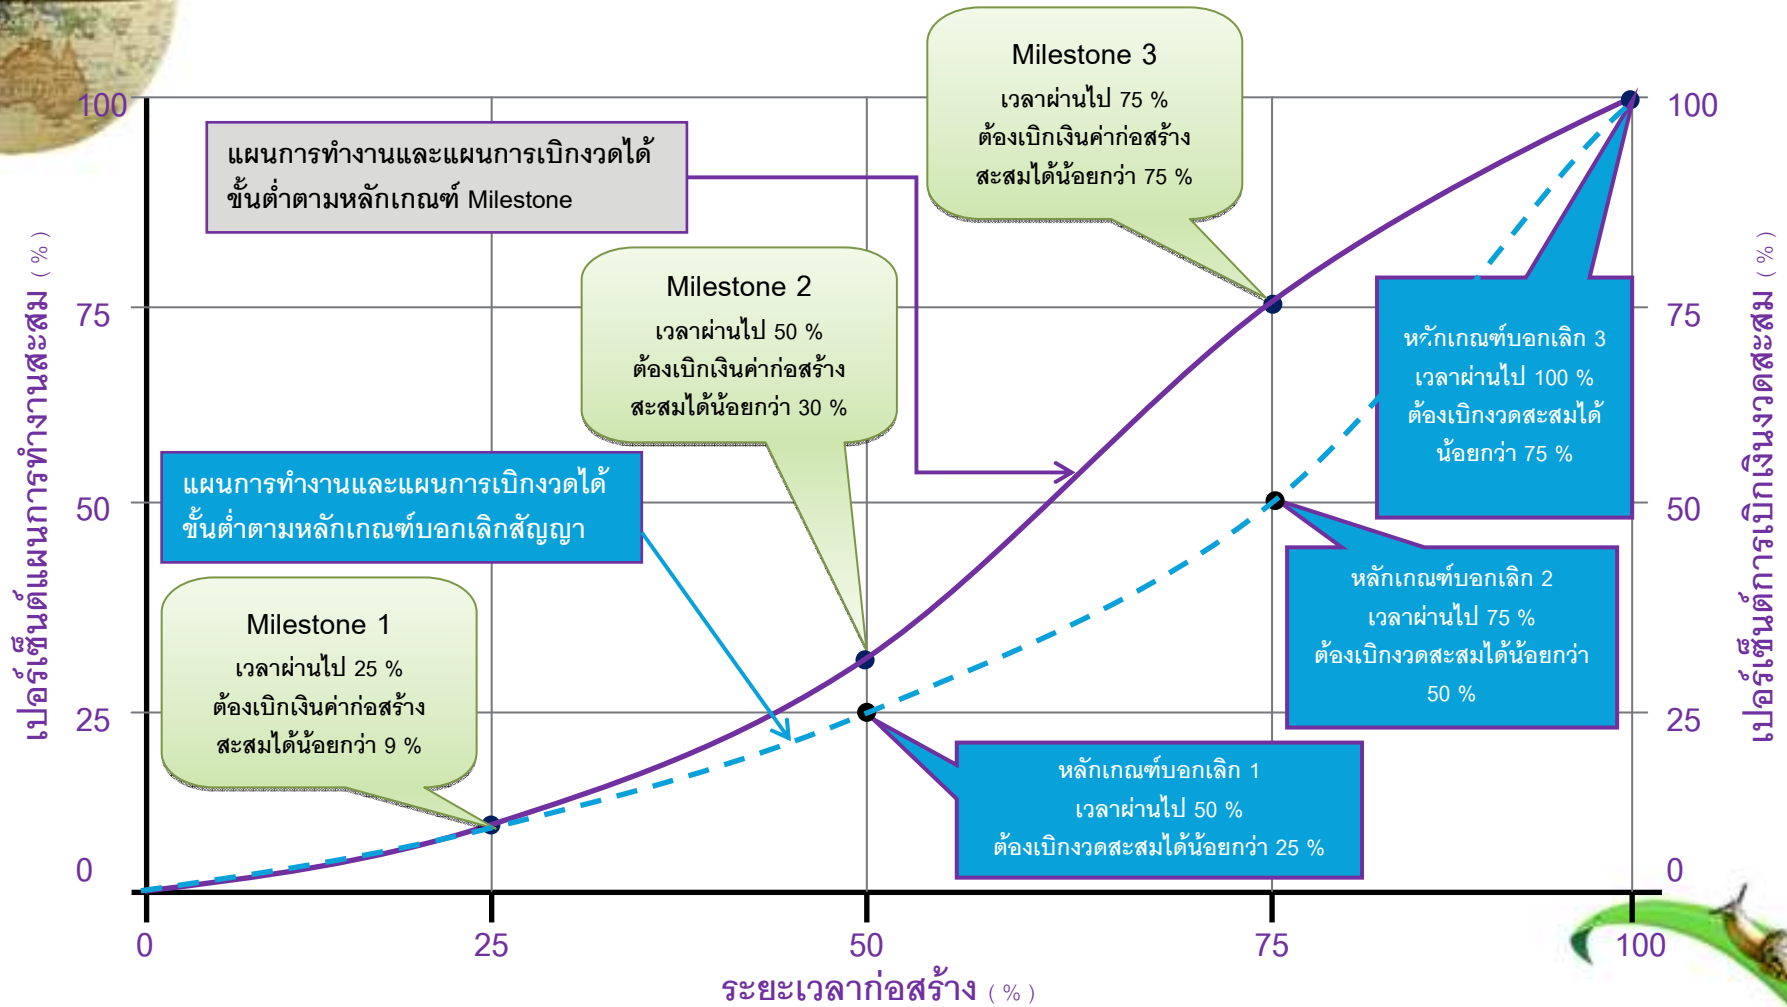 Milestone 3
เวลาผ่านไป 75 %
ต้องเบิกเงินค่าก่อสร้าง
สะสมได้น้อยกว่า 75 %
แผนการทำงานและแผนการเบิกงวดได้
ขั้นต่ำตามหลักเกณฑ์ Milestone
Milestone 2
เวลาผ่านไป 50 %
ต้องเบิกเงินค่าก่อสร้าง
สะสมได้น้อยกว่า 30 %
หลักเกณฑ์บอกเลิก 3
เวลาผ่านไป 100 %
ต้องเบิกงวดสะสมได้
น้อยกว่า 75 %
แผนการทำงานและแผนการเบิกงวดได้
ขั้นต่ำตามหลักเกณฑ์บอกเลิกสัญญา
หลักเกณฑ์บอกเลิก 2
เวลาผ่านไป 75 %
ต้องเบิกงวดสะสมได้น้อยกว่า
50 %
Milestone 1
เวลาผ่านไป 25 %
ต้องเบิกเงินค่าก่อสร้าง
สะสมได้น้อยกว่า 9 %
หลักเกณฑ์บอกเลิก 1
เวลาผ่านไป 50 %
ต้องเบิกงวดสะสมได้น้อยกว่า 25 %
เปอร์เซ็นต์แผนการทำงานสะสม ( % )
100
75
50
25
0
เปอร์เซ็นต์การเบิกเงินงวดสะสม ( % )
100
75
50
25
0
0 25 50 75 100
ระยะเวลาก่อสร้าง ( % )